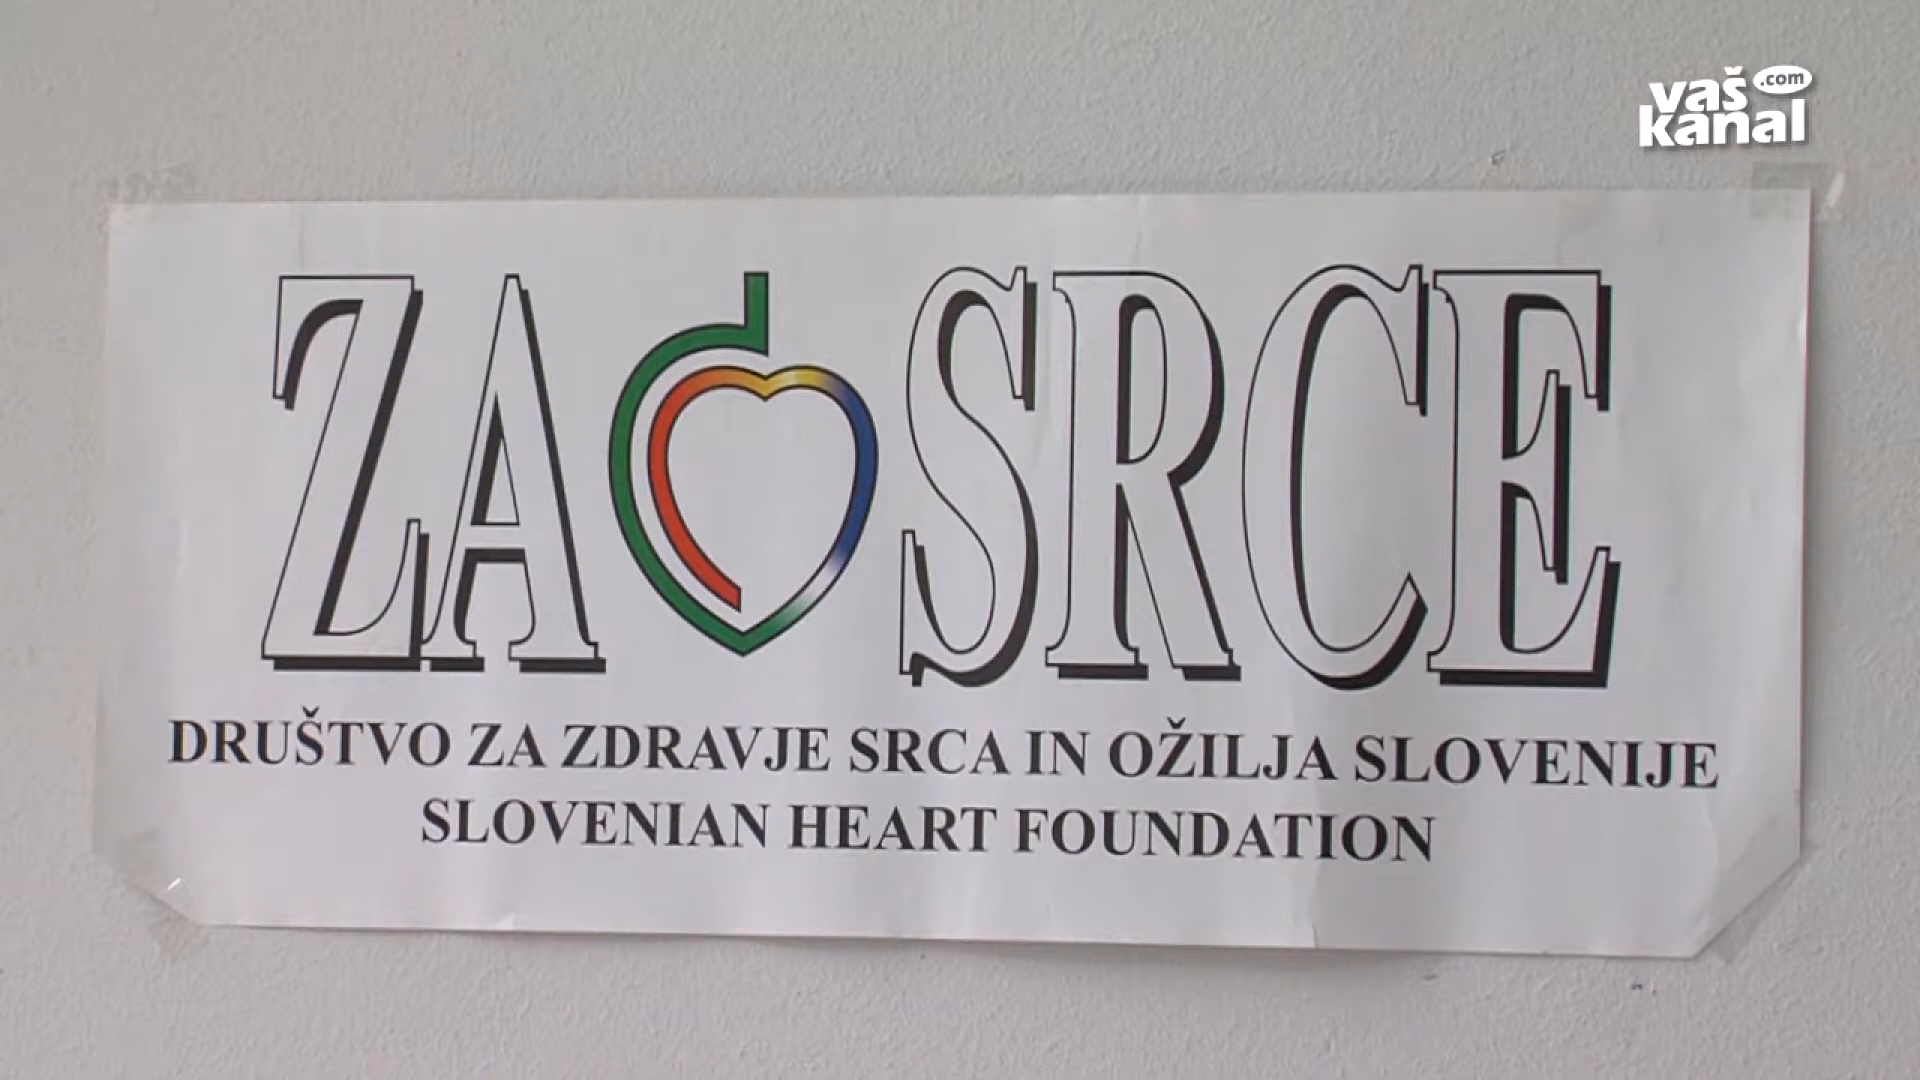 vaš.com
kanal
ZA SRCE
DRUŠTVO ZA ZDRAVJE SRCA IN OŽILJA SLOVENIJE
SLOVENIAN HEART FOUNDATION